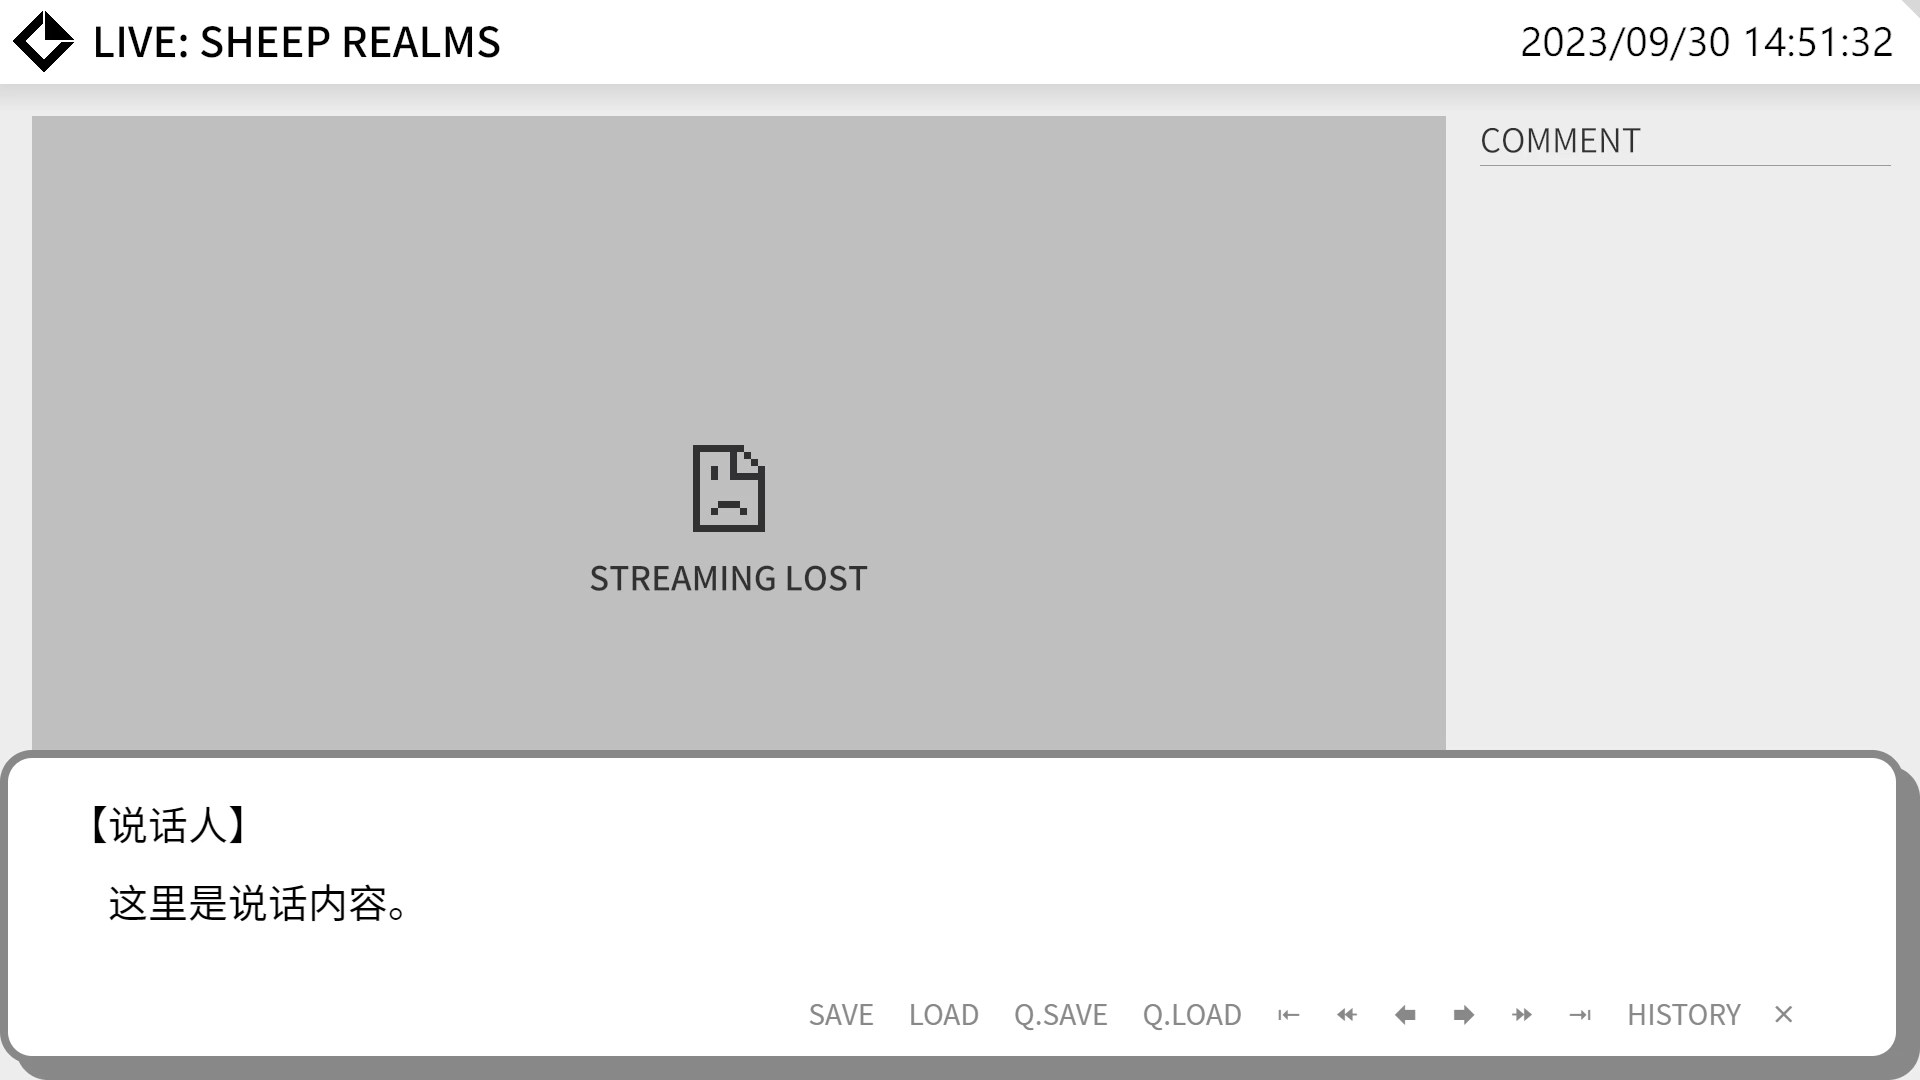 LIVE: SHEEP REALMS
2023/09/30 14:51:32
COMMENT
STREAMING LOST
【说话人】
这里是说话内容。
SAVE LOAD Q.SAVE Q.LOAD HISTORY